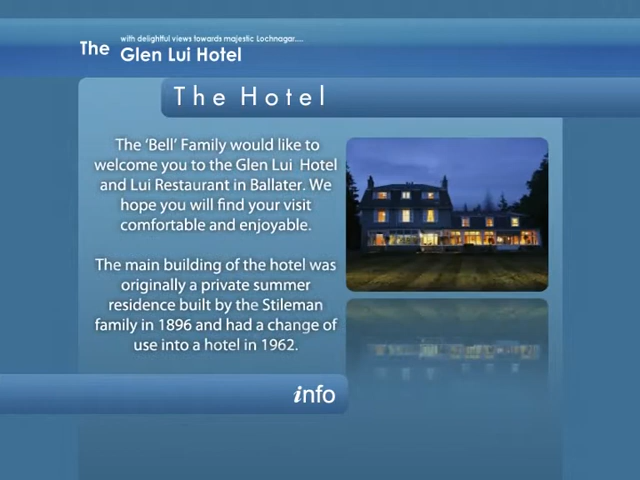 with delightful views towards majestic Lochnagar....
The Glen Lui Hotel
The Hotel
The 'Bell' Family would like to
welcome you to the Glen Lui Hotel
and Lui Restaurant in Ballater. We
hope you will find your visit
comfortable and enjoyable.
The main building of the hotel was
originally a private summer
residence built by the Stileman
family in 1896 and had a change of
use into a hotel in 1962.
info